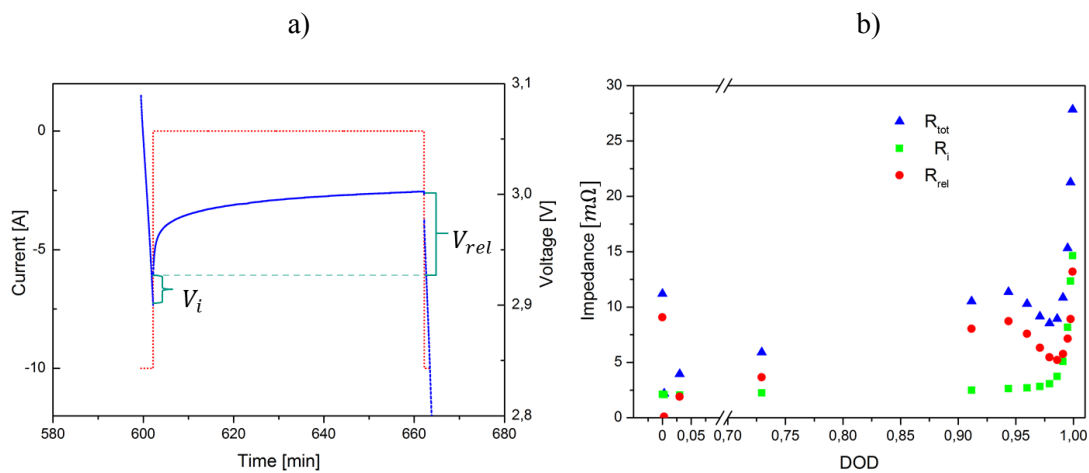 a)
b)
Current [A]
0
-5
-10
580
600
620
640
660
680
Time [min]
3,1
3,0
2,9
2,8
Voltage [V]
V_i
V_rel
Impedance [mΩ]
30
25
20
15
10
5
0
R_tot
R_i
R_rel
0
0,05
0,70
0,75
0,80
0,85
0,90
0,95
1,00
DOD